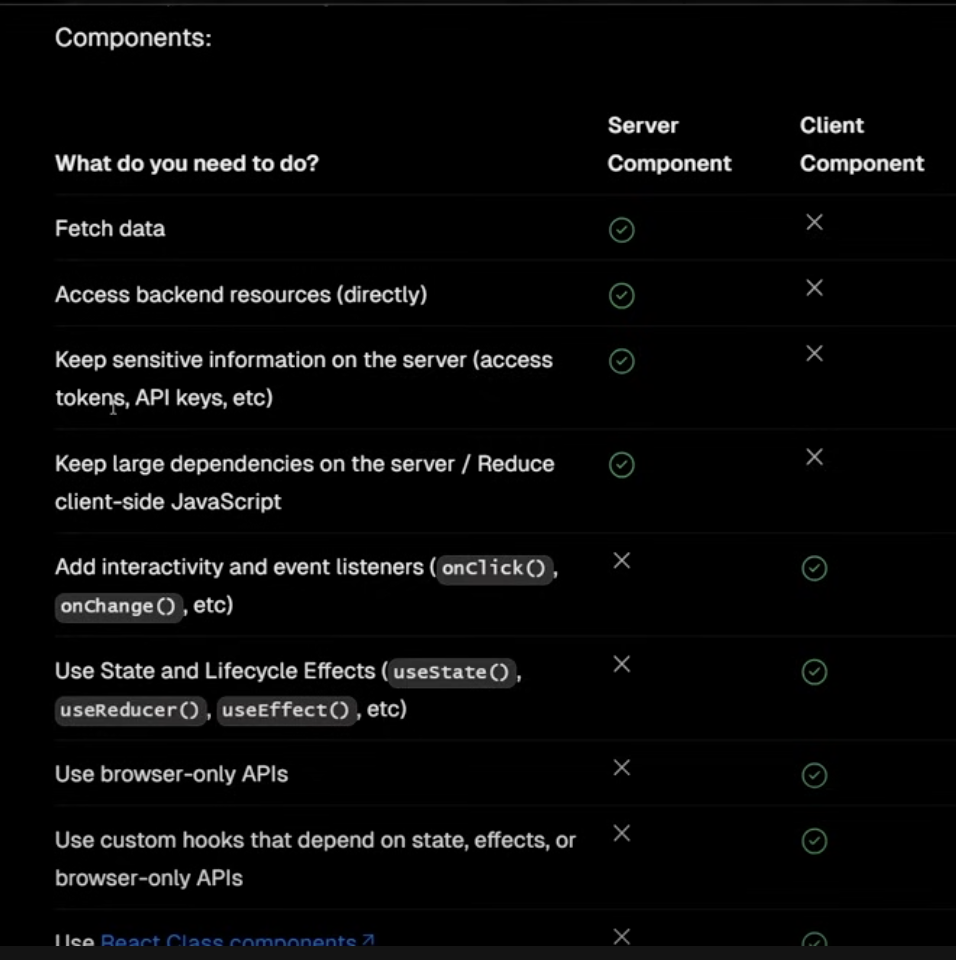 Components:
Server Component
Client Component
What do you need to do?
Fetch data
Access backend resources (directly)
Keep sensitive information on the server (access
tokens, API keys, etc)
Keep large dependencies on the server / Reduce
client-side JavaScript
Add interactivity and event listeners (onClick(),
onChange(), etc)
Use State and Lifecycle Effects (useState(),
useReducer(), useEffect(), etc)
Use browser-only APIs
Use custom hooks that depend on state, effects, or
browser-only APIs
Use React Class components